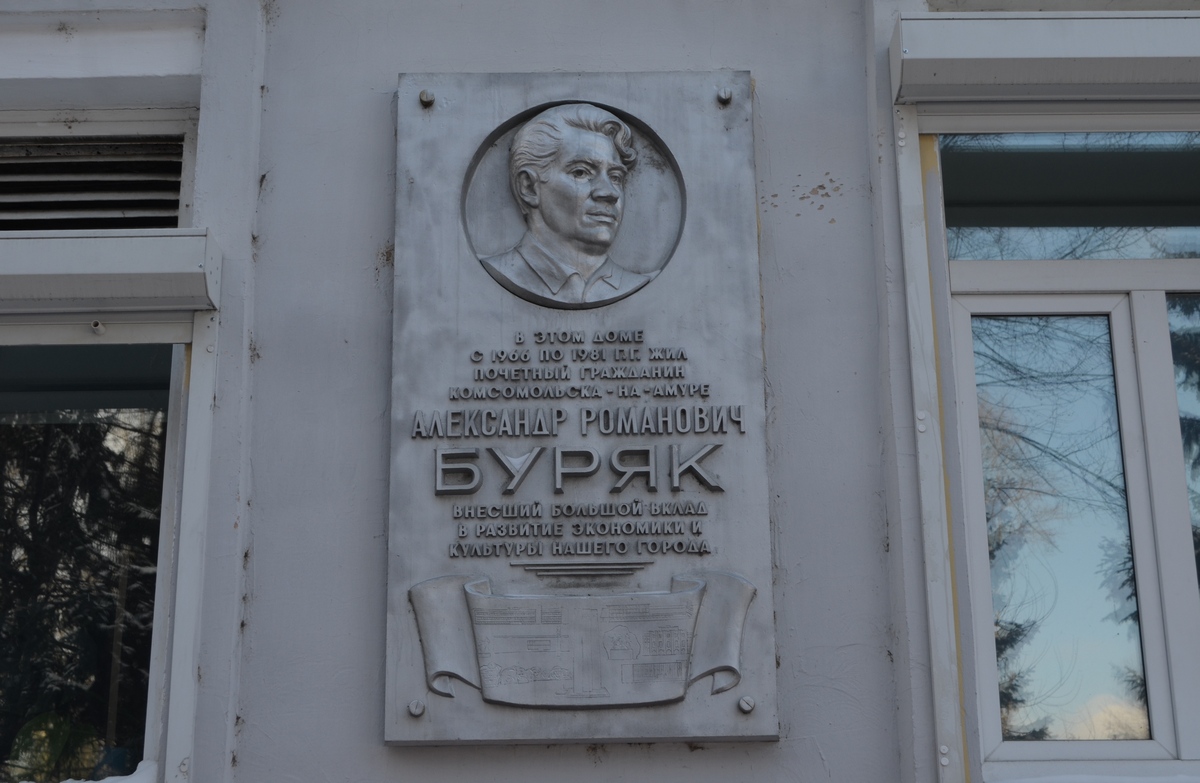 В ЭТОМ ДОМЕ
С 1966 ПО 1981 Г.Г. ЖИЛ
ПОЧЕТНЫЙ ГРАЖДАНИН
КОМСОМОЛЬСКА-НА-АМУРЕ
АЛЕКСАНДР РОМАНОВИЧ
БУРЯК
ВНЕСШИЙ БОЛЬШОЙ ВКЛАД
В РАЗВИТИЕ ЭКОНОМИКИ И
КУЛЬТУРЫ НАШЕГО ГОРОДА